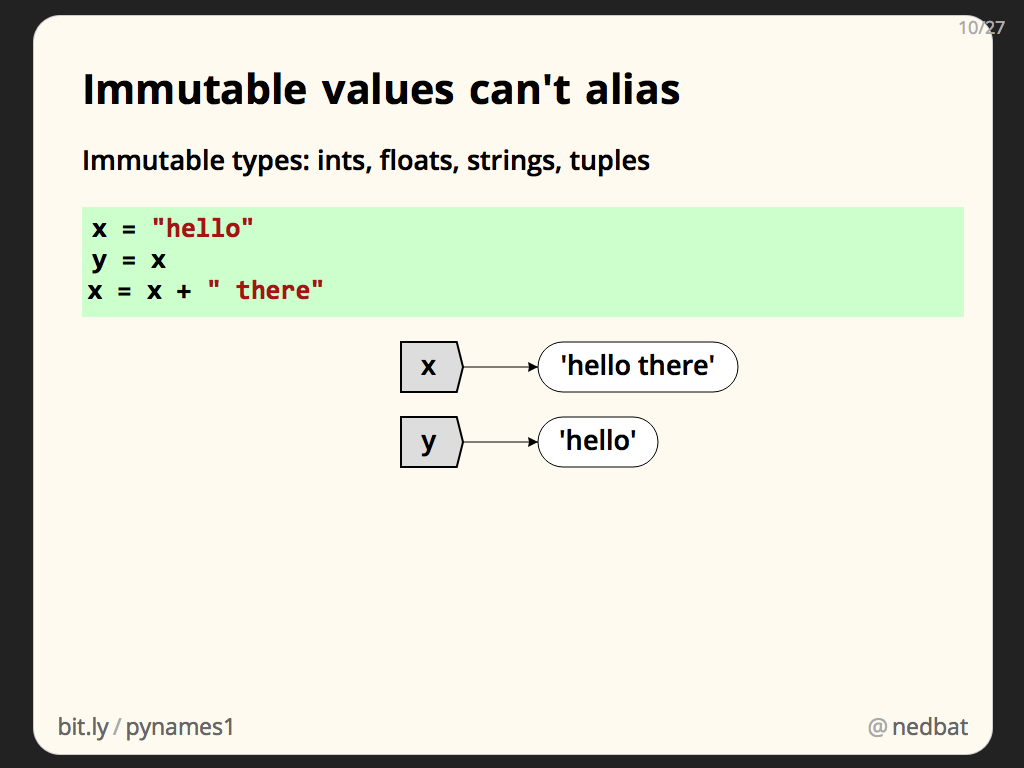 10/27
Immutable values can't alias
Immutable types: ints, floats, strings, tuples
x = "hello"
y = x
x = x + " there"
x 'hello there'
y 'hello'
bit.ly/pynames1 @nedbat